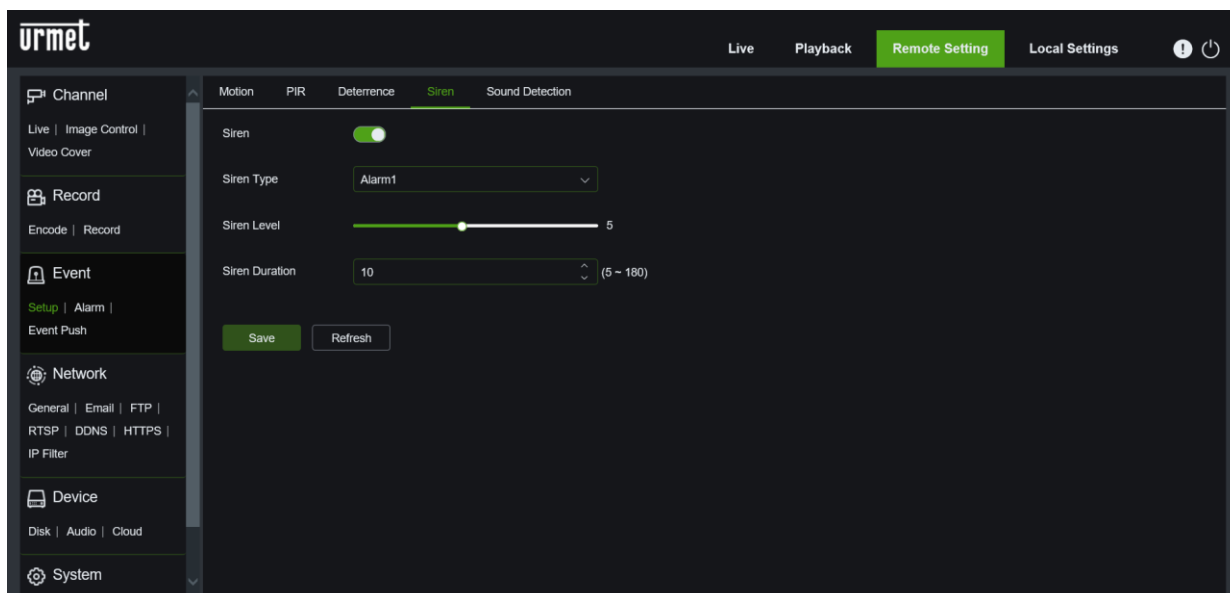 urmet
Live Playback Remote Setting Local Settings
Channel
Live | Image Control |
Video Cover
Record
Encode | Record
Event
Setup | Alarm |
Event Push
Network
General | Email | FTP |
RTSP | DDNS | HTTPS |
IP Filter
Device
Disk | Audio | Cloud
System
Motion PIR Deterrence Siren Sound Detection
Siren
Siren Type Alarm1
Siren Level 5
Siren Duration 10 (5 ~ 180)
Save Refresh